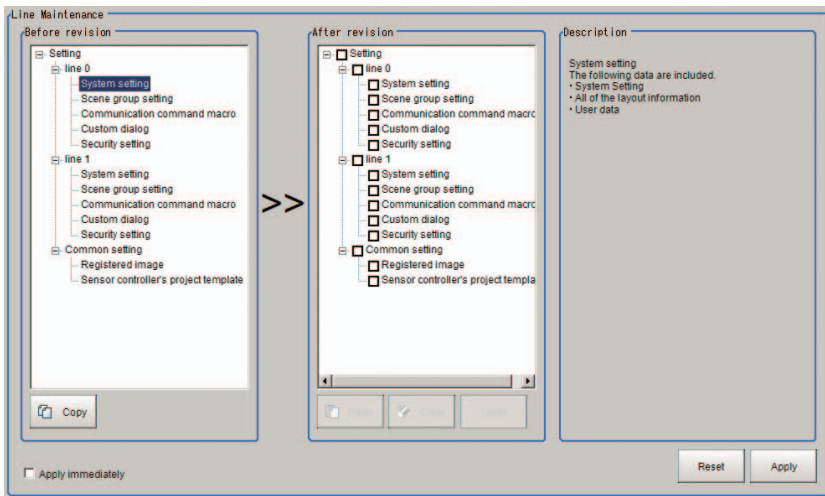 Line Maintenance
Before revision
Setting
line 0
System setting
Scene group setting
Communication command macro
Custom dialog
Security setting
line 1
System setting
Scene group setting
Communication command macro
Custom dialog
Security setting
Common setting
Registered image
Sensor controller's project template
Copy
>>
After revision
Setting
line 0
System setting
Scene group setting
Communication command macro
Custom dialog
Security setting
line 1
System setting
Scene group setting
Communication command macro
Custom dialog
Security setting
Common setting
Registered image
Sensor controller's project templa
Description
System setting
The following data are included.
・System Setting
・All of the layout information
・User data
Apply immediately
Reset
Apply